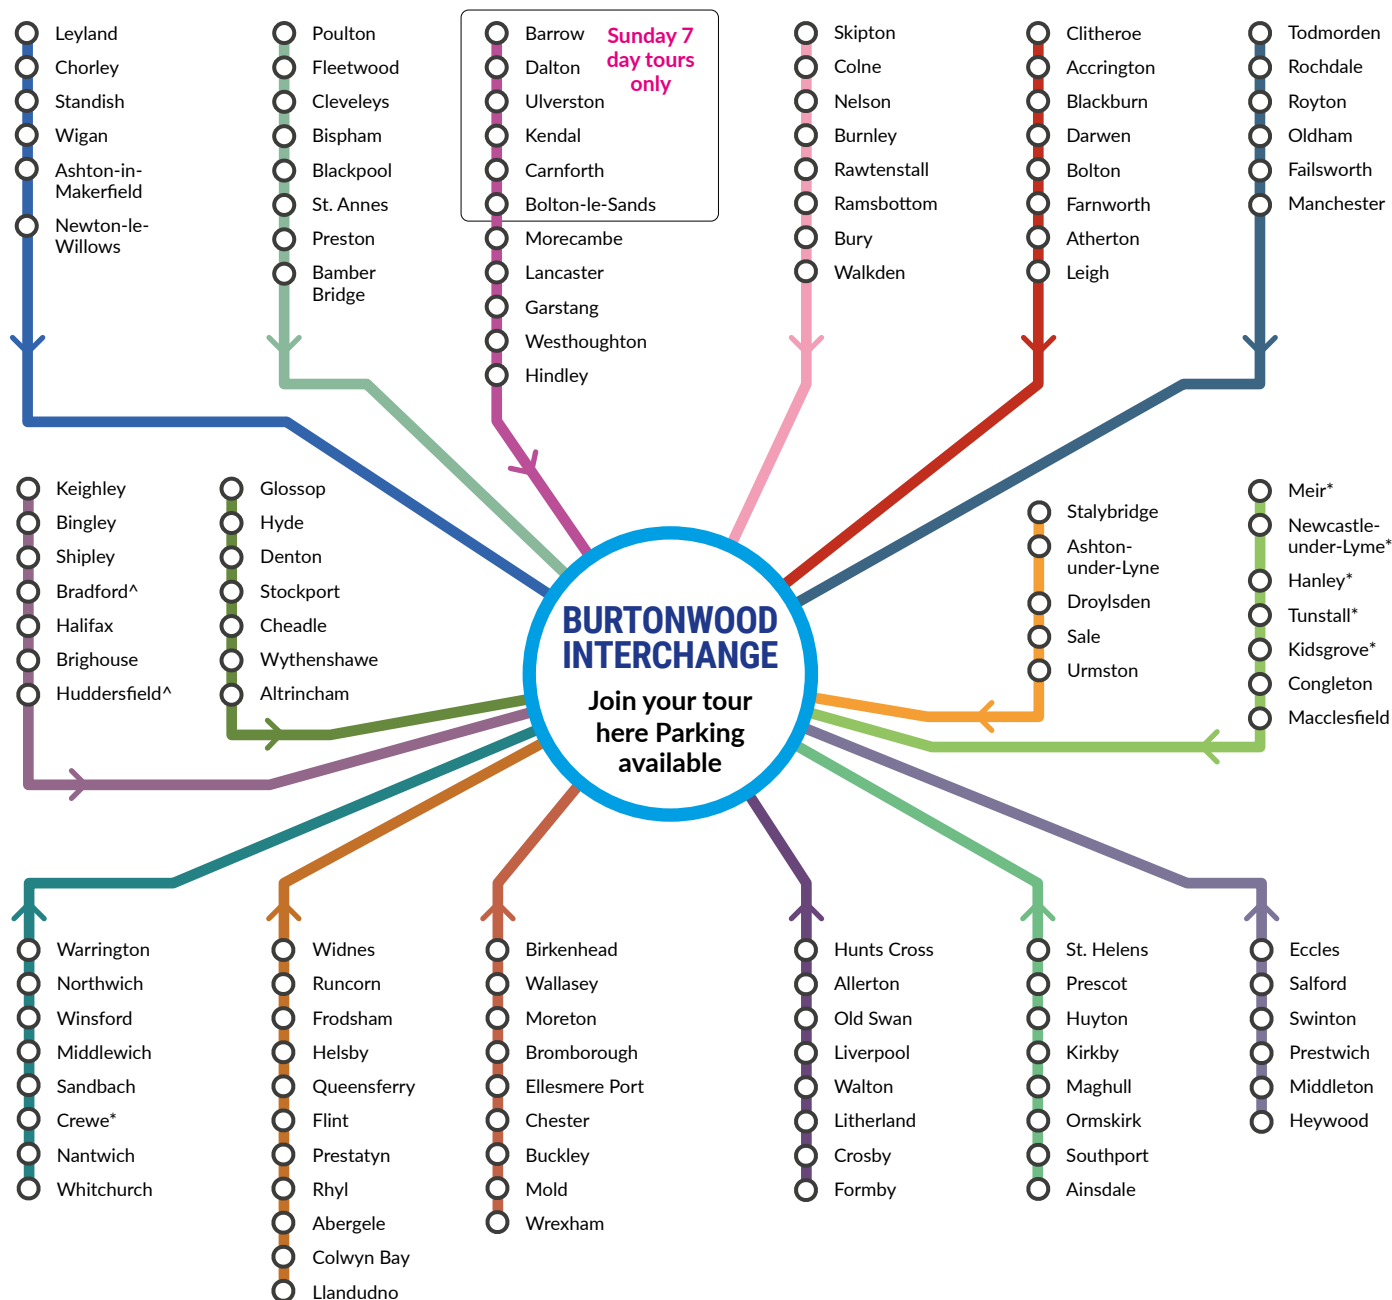 Leyland
Chorley
Standish
Wigan
Ashton-in-
Makerfield
Newton-le-
Willows
Poulton
Fleetwood
Cleveleys
Bispham
Blackpool
St. Annes
Preston
Bamber
Bridge
Barrow
Dalton
Ulverston
Kendal
Carnforth
Bolton-le-Sands
Morecambe
Lancaster
Garstang
Westhoughton
Hindley
Sunday 7
day tours
only
Skipton
Colne
Nelson
Burnley
Rawtenstall
Ramsbottom
Bury
Walkden
Clitheroe
Accrington
Blackburn
Darwen
Bolton
Farnworth
Atherton
Leigh
Todmorden
Rochdale
Royton
Oldham
Failsworth
Manchester
Keighley
Bingley
Shipley
Bradford^
Halifax
Brighouse
Huddersfield^
Glossop
Hyde
Denton
Stockport
Cheadle
Wythenshawe
Altrincham
BURTONWOOD
INTERCHANGE
Join your tour
here Parking
available
Stalybridge
Ashton-
under-Lyne
Droylsden
Sale
Urmston
Meir*
Newcastle-
under-Lyme*
Hanley*
Tunstall*
Kidsgrove*
Congleton
Macclesfield
Warrington
Northwich
Winsford
Middlewich
Sandbach
Crewe*
Nantwich
Whitchurch
Widnes
Runcorn
Frodsham
Helsby
Queensferry
Flint
Prestatyn
Rhyl
Abergele
Colwyn Bay
Llandudno
Birkenhead
Wallasey
Moreton
Bromborough
Ellesmere Port
Chester
Buckley
Mold
Wrexham
Hunts Cross
Allerton
Old Swan
Liverpool
Walton
Litherland
Crosby
Formby
St. Helens
Prescot
Huyton
Kirkby
Maghull
Ormskirk
Southport
Ainsdale
Eccles
Salford
Swinton
Prestwich
Middleton
Heywood